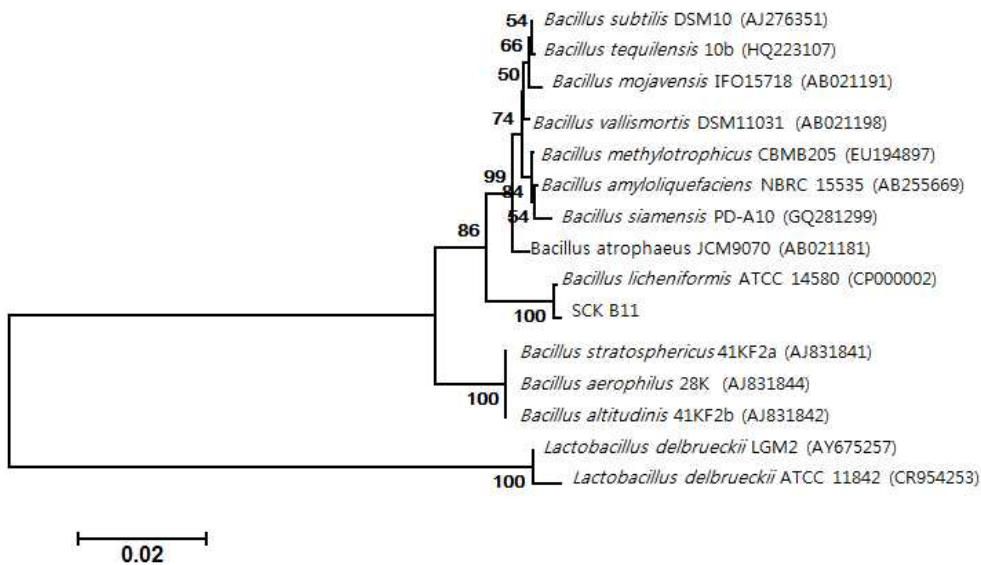 54 Bacillus subtilis DSM10 (AJ276351)
66 Bacillus tequilensis 10b (HQ223107)
50 Bacillus mojavensis IFO15718 (AB021191)
74 Bacillus vallismortis DSM11031 (AB021198)
Bacillus methylotrophicus CBMB205 (EU194897)
99 84 Bacillus amyloliquefaciens NBRC 15535 (AB255669)
54 Bacillus siamensis PD-A10 (GQ281299)
86 Bacillus atrophaeus JCM9070 (AB021181)
Bacillus licheniformis ATCC 14580 (CP000002)
100 SCK B11
Bacillus stratosphericus 41KF2a (AJ831841)
Bacillus aerophilus 28K (AJ831844)
100 Bacillus altitudinis 41KF2b (AJ831842)
Lactobacillus delbrueckii LGM2 (AY675257)
100 Lactobacillus delbrueckii ATCC 11842 (CR954253)
0.02